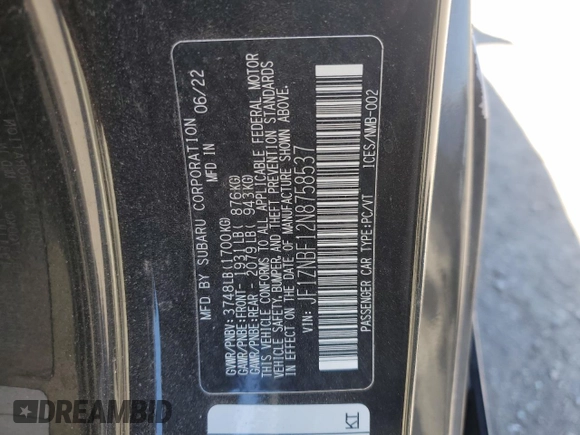 MFD BY SUBARU CORPORATION
MFD IN 06/22
GVWR/PNBV: 3748LB(1700KG)
GAWR/PNBE:FRONT- 1931LB( 876KG)
GAWR/PNBE:REAR- 2079LB( 943KG)
THIS VEHICLE CONFORMS TO ALL APPLICABLE FEDERAL MOTOR
VEHICLE SAFETY, BUMPER, AND THEFT PREVENTION STANDARDS
IN EFFECT ON THE DATE OF MANUFACTURE SHOWN ABOVE.
VIN: JF1ZNBF12N8758537
PASSENGER CAR TYPE:PC/VT ICES/NMB-002
DREAMBID